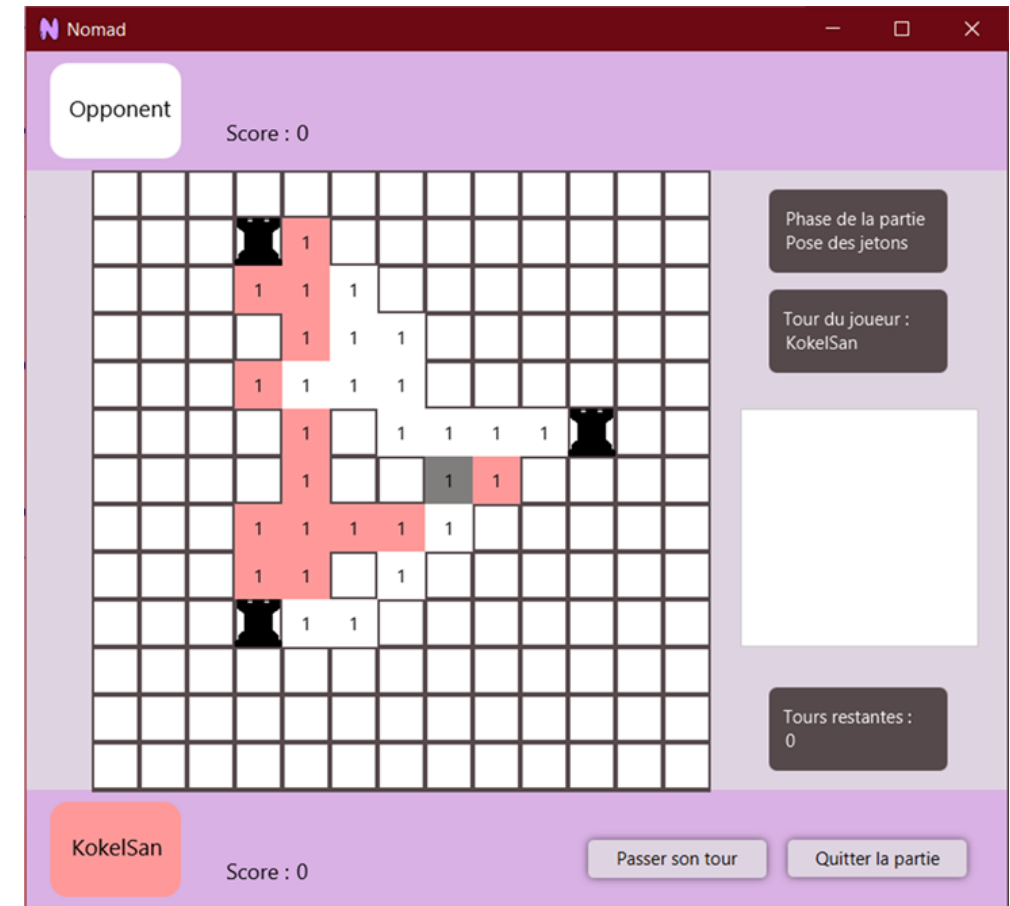 Nomad
Opponent
Score : 0
1
1 1 1
1 1 1
1 1 1 1
1 1 1 1 1
1 1 1
1 1 1 1 1
1 1 1
1 1
Phase de la partie
Pose des jetons
Tour du joueur :
KokelSan
Tours restantes :
0
KokelSan
Score : 0
Passer son tour
Quitter la partie